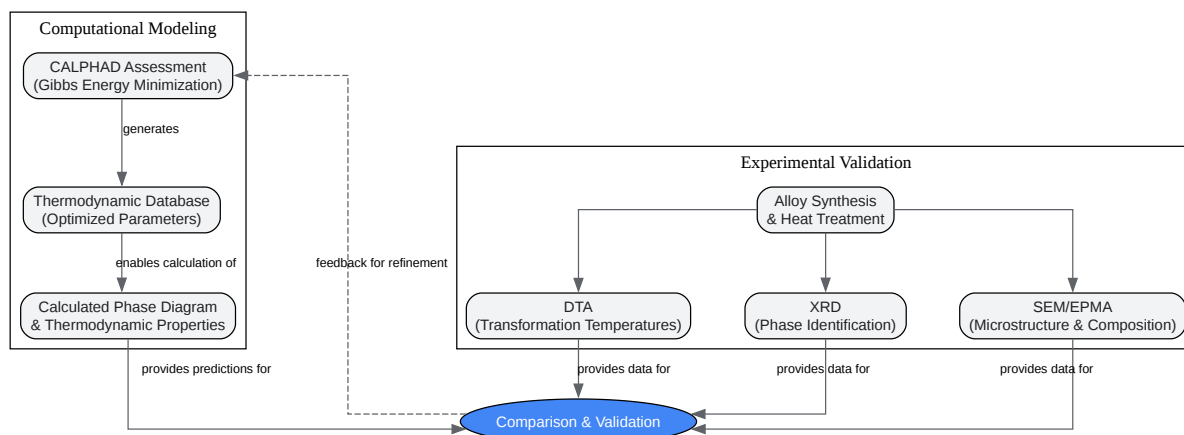 Computational Modeling
CALPHAD Assessment
(Gibbs Energy Minimization)
generates
Thermodynamic Database
(Optimized Parameters)
enables calculation of
Calculated Phase Diagram
& Thermodynamic Properties
provides predictions for
feedback for refinement
Experimental Validation
Alloy Synthesis
& Heat Treatment
DTA
(Transformation Temperatures)
XRD
(Phase Identification)
SEM/EPMA
(Microstructure & Composition)
provides data for
provides data for
provides data for
Comparison & Validation